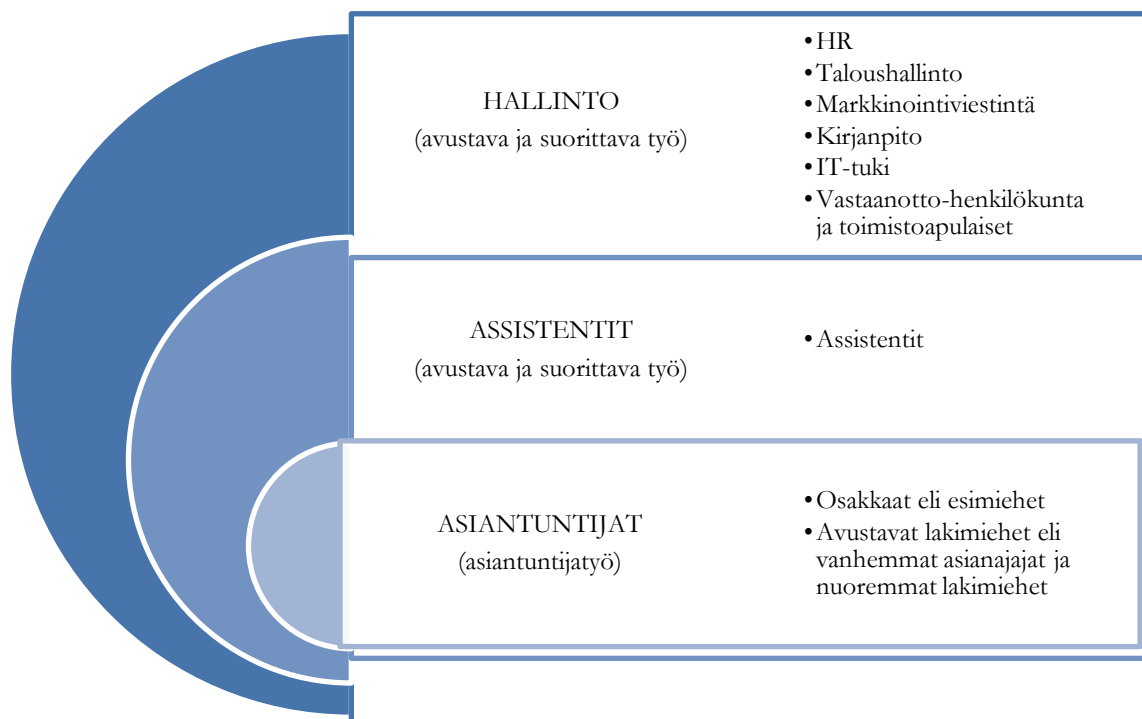 HALLINTO
(avustava ja suorittava työ)
•HR
•Taloushallinto
•Markkinointiviestintä
•Kirjanpito
•IT-tuki
•Vastaanotto-henkilökunta
ja toimistoapulaiset
ASSISTENTIT
(avustava ja suorittava työ)
•Assistentit
ASIANTUNTIJAT
(asiantuntijatyö)
•Osakkaat eli esimiehet
•Avustavat lakimiehet eli
vanhemmat asianajajat ja
nuoremmat lakimiehet